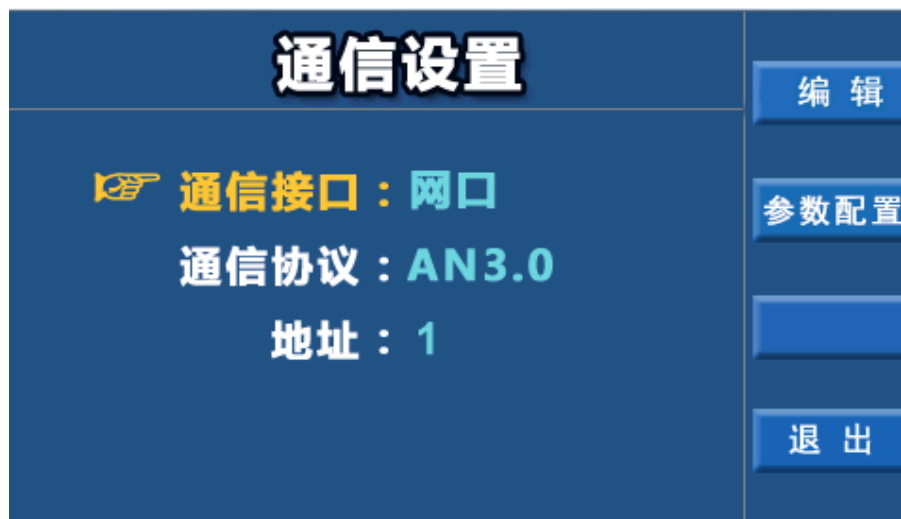 通信设置
通信接口：网口
通信协议：AN3.0
地址：1
编 辑
参数配置
退 出